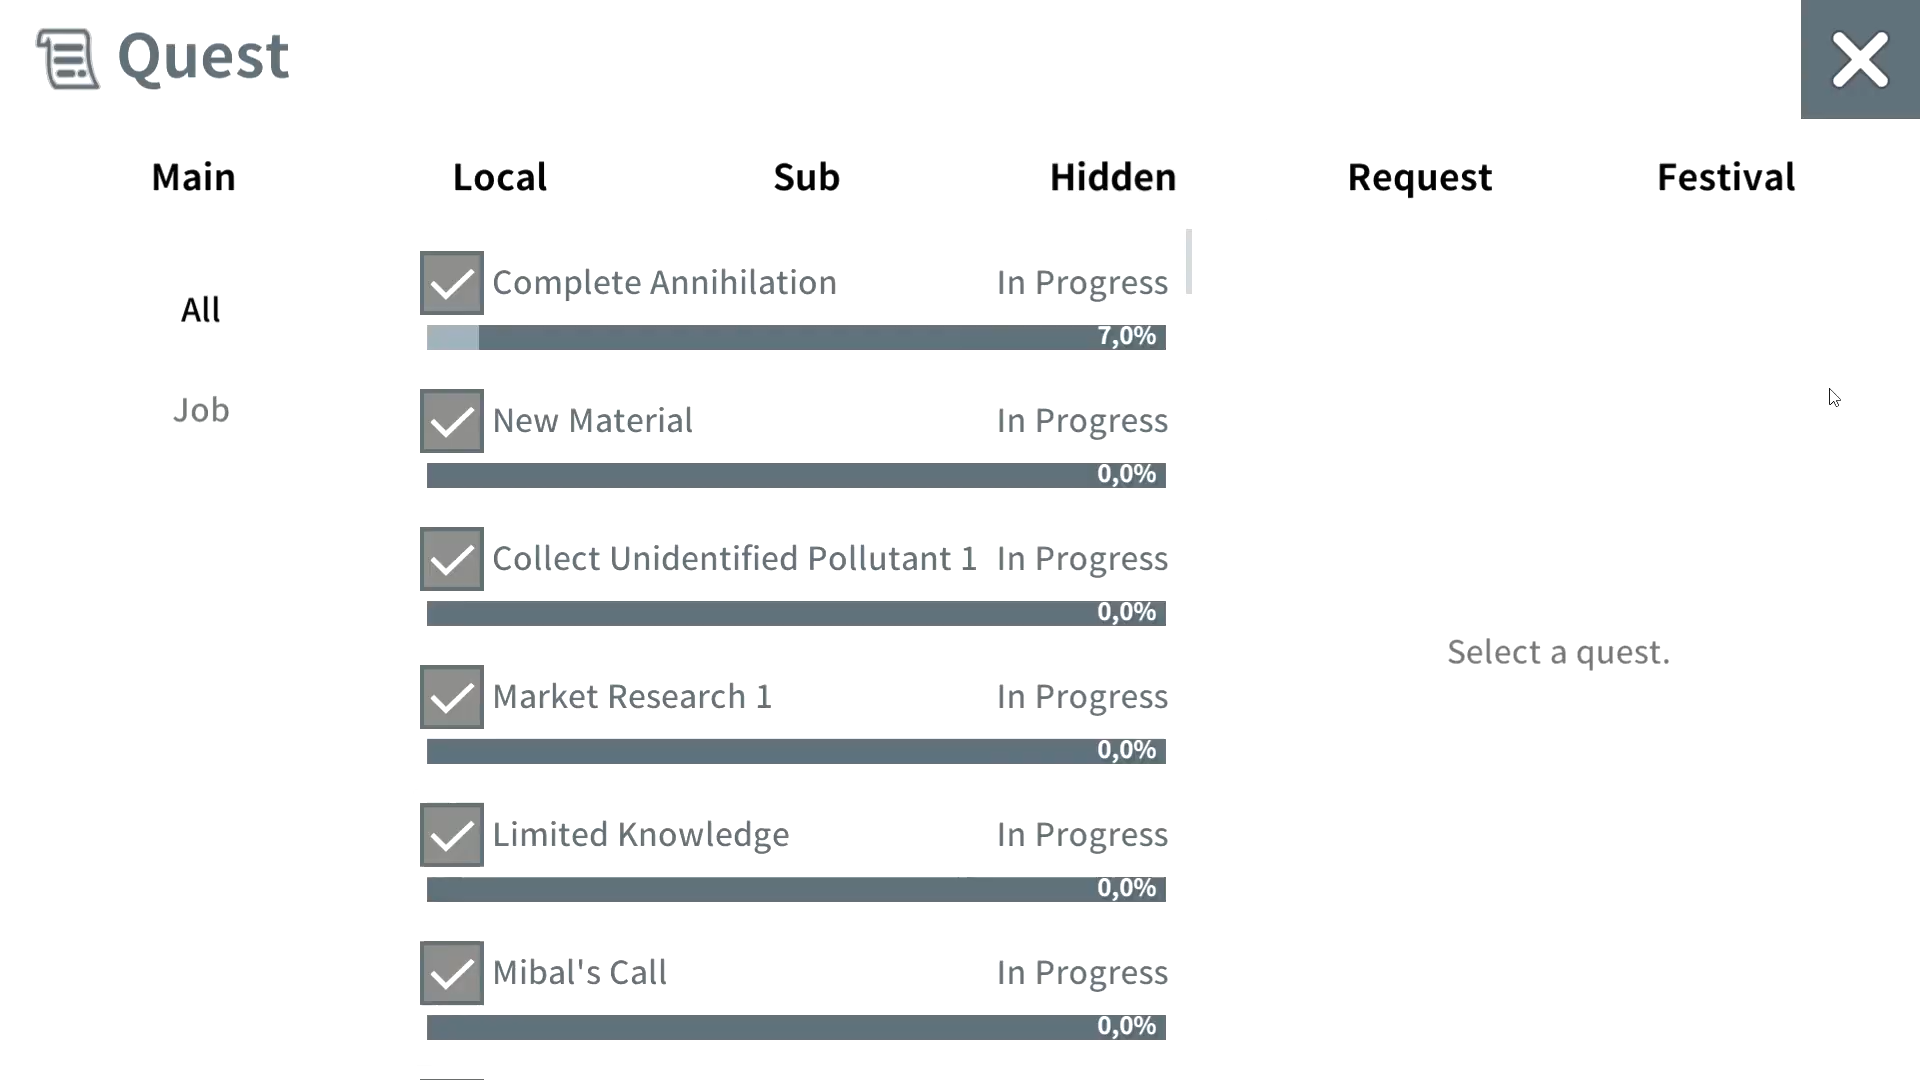 Quest
Main Local Sub Hidden Request Festival
All
Job
Complete Annihilation In Progress
7,0%
New Material In Progress
0,0%
Collect Unidentified Pollutant 1 In Progress
0,0%
Market Research 1 In Progress
0,0%
Limited Knowledge In Progress
0,0%
Mibal's Call In Progress
0,0%
Select a quest.